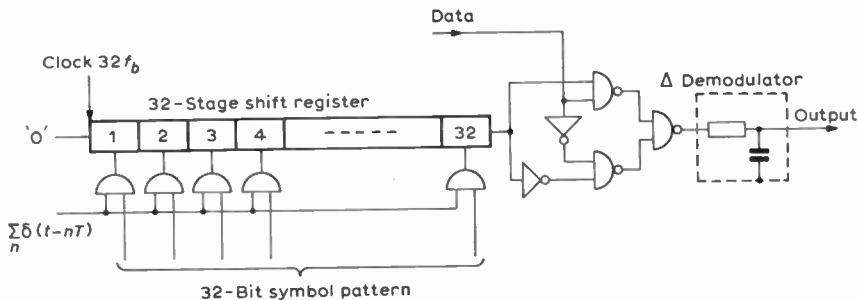 Data
Clock 32f_b
32-Stage shift register
Δ Demodulator
'0'
1 2 3 4 ----- 32
Output
∑δ(t-nT)
n
32-Bit symbol pattern